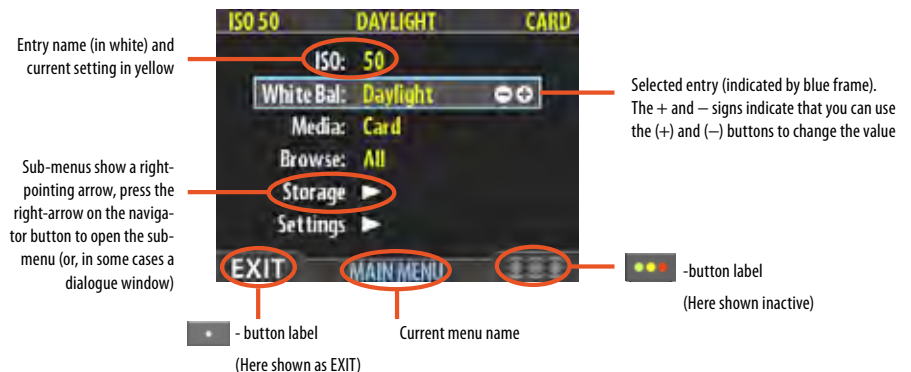 ISO 50 DAYLIGHT CARD
Entry name (in white) and
current setting in yellow
ISO: 50
White Bal: Daylight
Media: Card
Browse: All
Storage
Settings
EXIT MAIN MENU
Selected entry (indicated by blue frame).
The + and – signs indicate that you can use
the (+) and (–) buttons to change the value
Sub-menus show a right-
pointing arrow, press the
right-arrow on the naviga-
tor button to open the sub-
menu (or, in some cases a
dialogue window)
-button label
(Here shown inactive)
- button label
(Here shown as EXIT)
Current menu name